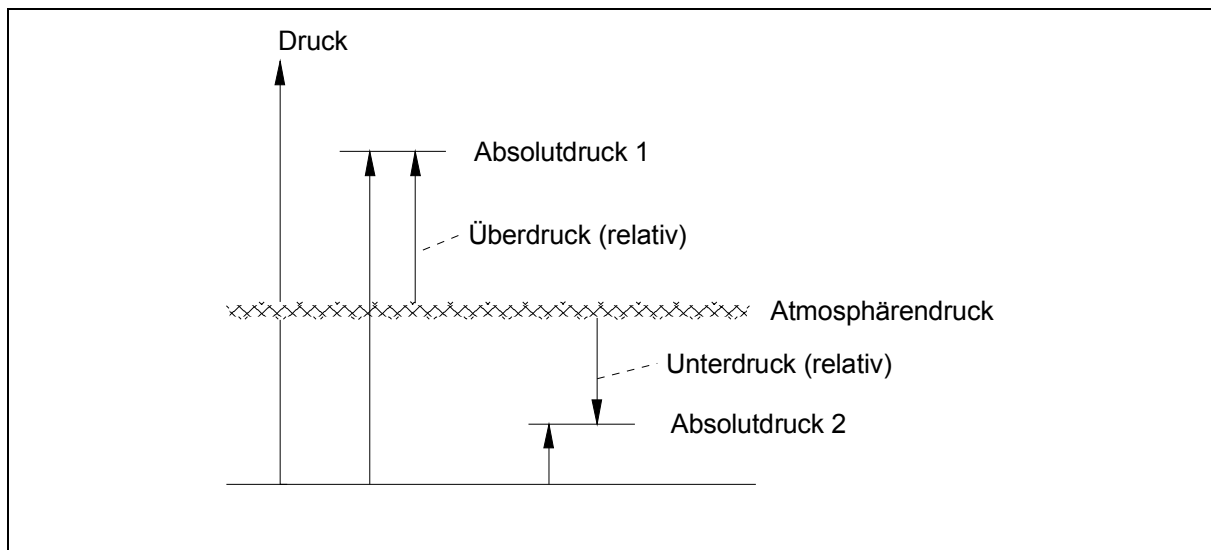 Druck
Absolutdruck 1
Überdruck (relativ)
Atmosphärendruck
Unterdruck (relativ)
Absolutdruck 2